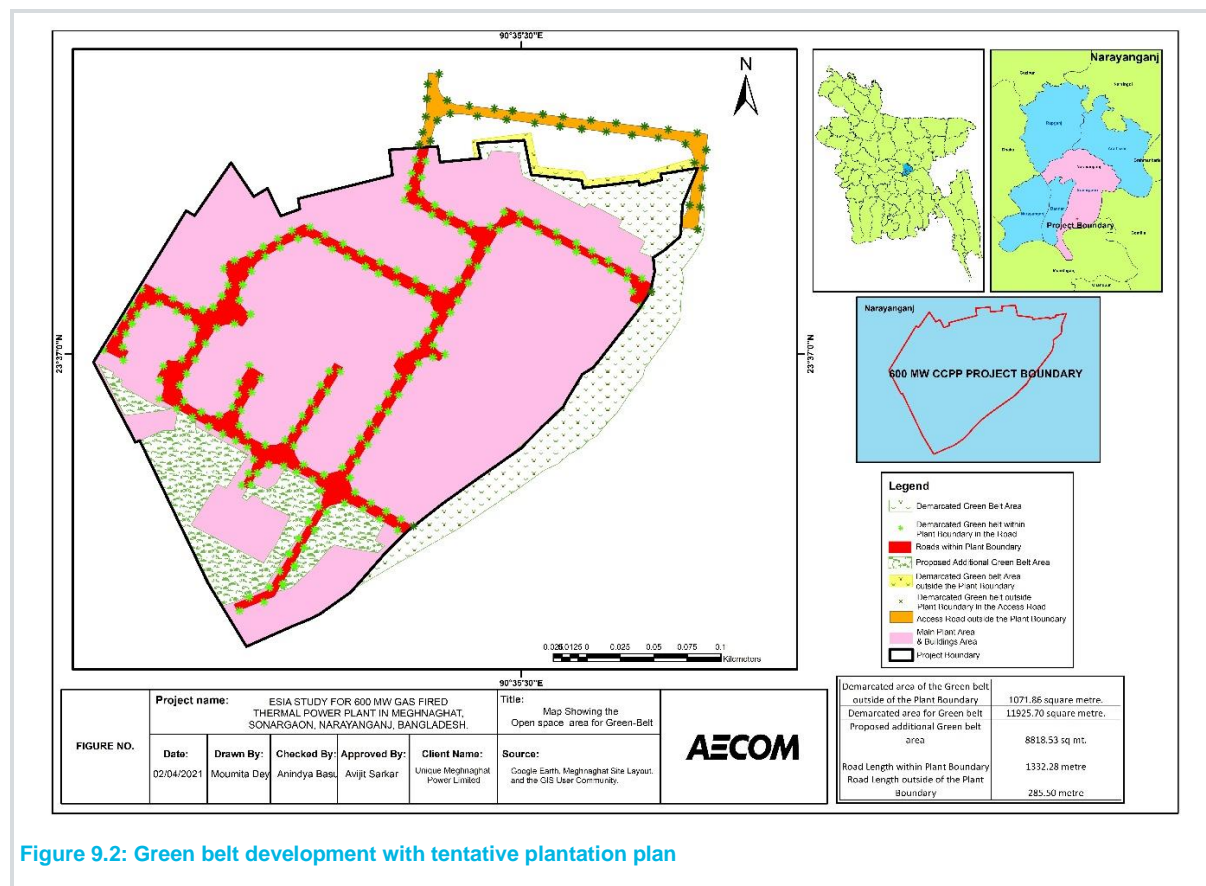 90°35'30"E
N
23°37'0"N
23°37'0"N
0.025 0.05 0.075 0.1
Kilometers
90°35'30"E
Narayanganj
Project Boundary
Narayanganj
600 MW CCPP PROJECT BOUNDARY
Legend
Demarcated Green Belt Area
Demarcated Green belt within
Plant Boundary in the Road
Roads within Plant Boundary
Proposed Additional Green Belt Area
Demarcated Green belt Area
outside the Plant Boundary
Demarcated Green belt outside
Plant Boundary In the Access Road
Access Road outside the Plant Boundary
Main Plant Area
& Buildings Area
Project Boundary
FIGURE NO.
Project name: ESIA STUDY FOR 600 MW GAS FIRED
THERMAL POWER PLANT IN MEGHNAGHAT,
SONARGAON, NARAYANGANJ, BANGLADESH.
Title:
Map Showing the
Open space area for Green-Belt
Date:
02/04/2021
Drawn By:
Moumita Dey
Checked By:
Anindya Basu
Approved By:
Avijit Sarkar
Client Name:
Unique Meghnaghat
Power Limited
Source:
Google Earth, Meghnaghat Site Layout,
and the GIS User Community.
AECOM
Demarcated area of the Green belt
outside of the Plant Boundary 1071.86 square metre.
Demarcated area for Green belt 11925.70 square metre.
Proposed additional Green belt
area 8818.53 sq mt.
Road Length within Plant Boundary 1332.28 metre
Road Length outside of the Plant
Boundary 285.50 metre
Figure 9.2: Green belt development with tentative plantation plan